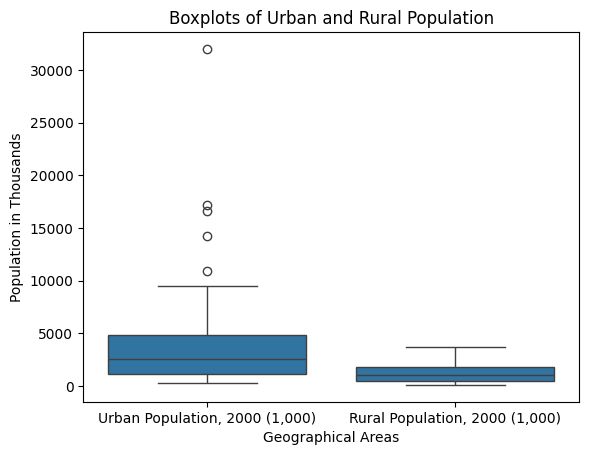 Boxplots of Urban and Rural Population
Population in Thousands
30000
25000
20000
15000
10000
5000
0
Urban Population, 2000 (1,000)
Rural Population, 2000 (1,000)
Geographical Areas